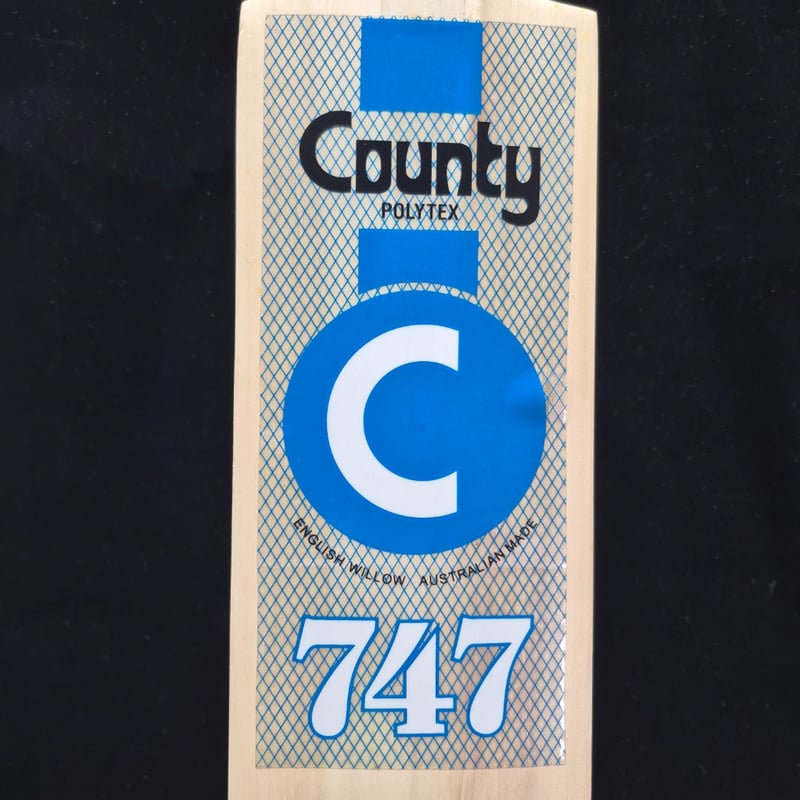 County
POLYTEX
C
ENGLISH WILLOW AUSTRALIAN MADE
747